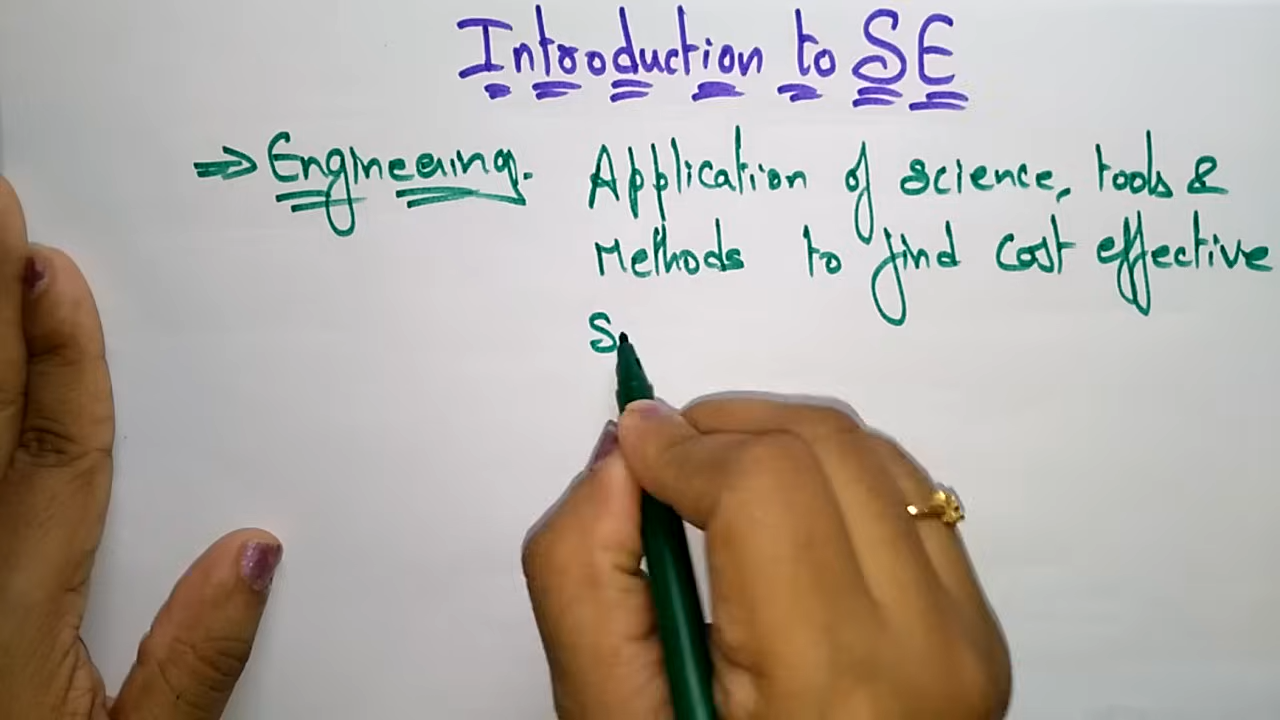 Introduction to SE
⇒ Engineering. Application of science, tools &
Methods to find cost effective
S